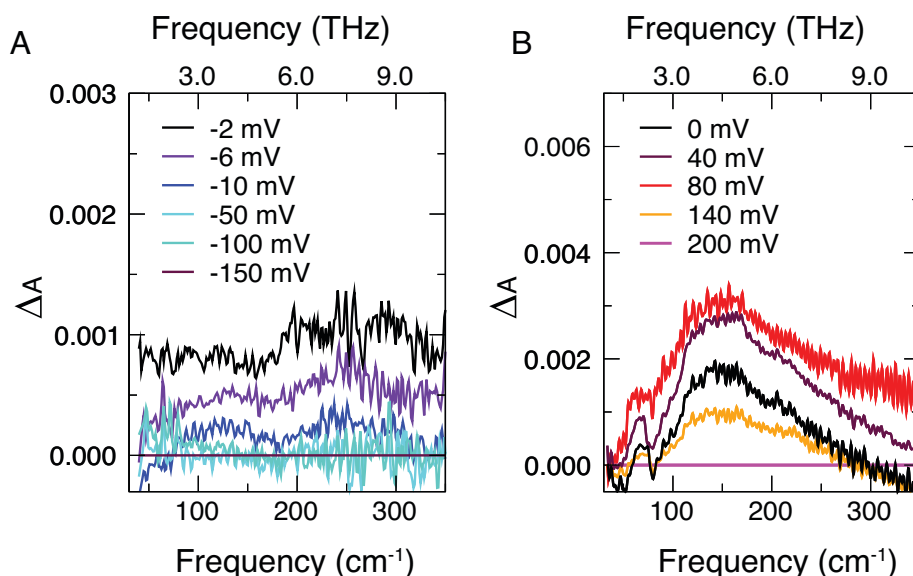 A
Frequency (THz)
3.0 6.0 9.0
0.003
0.002
0.001
0.000
ΔA
-2 mV
-6 mV
-10 mV
-50 mV
-100 mV
-150 mV
100 200 300
Frequency (cm-1)
B
Frequency (THz)
3.0 6.0 9.0
0.006
0.004
0.002
0.000
ΔA
0 mV
40 mV
80 mV
140 mV
200 mV
100 200 300
Frequency (cm-1)